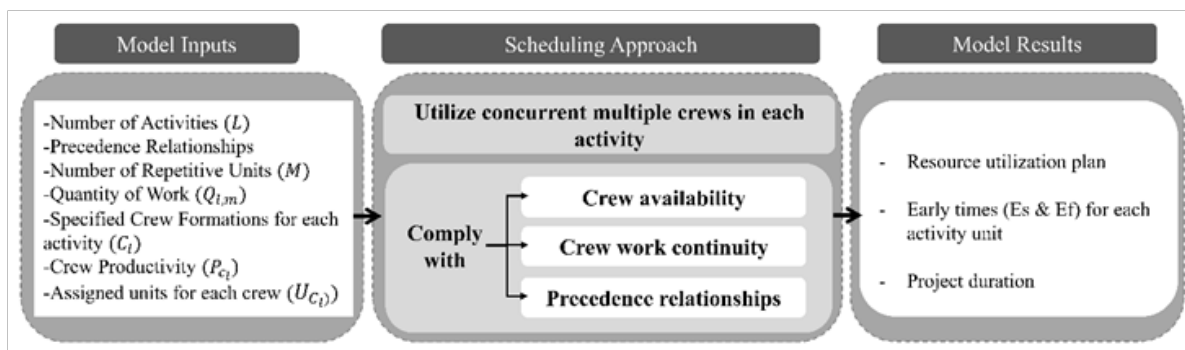 Model Inputs
-Number of Activities (L)
-Precedence Relationships
-Number of Repetitive Units (M)
-Quantity of Work (Q_{i,m})
-Specified Crew Formations for each
activity (C_i)
-Crew Productivity (P_{c_i})
-Assigned units for each crew (U_{C_i)})
Scheduling Approach
Utilize concurrent multiple crews in each
activity
Comply
with
Crew availability
Crew work continuity
Precedence relationships
Model Results
- Resource utilization plan
- Early times (Es & Ef) for each
activity unit
- Project duration